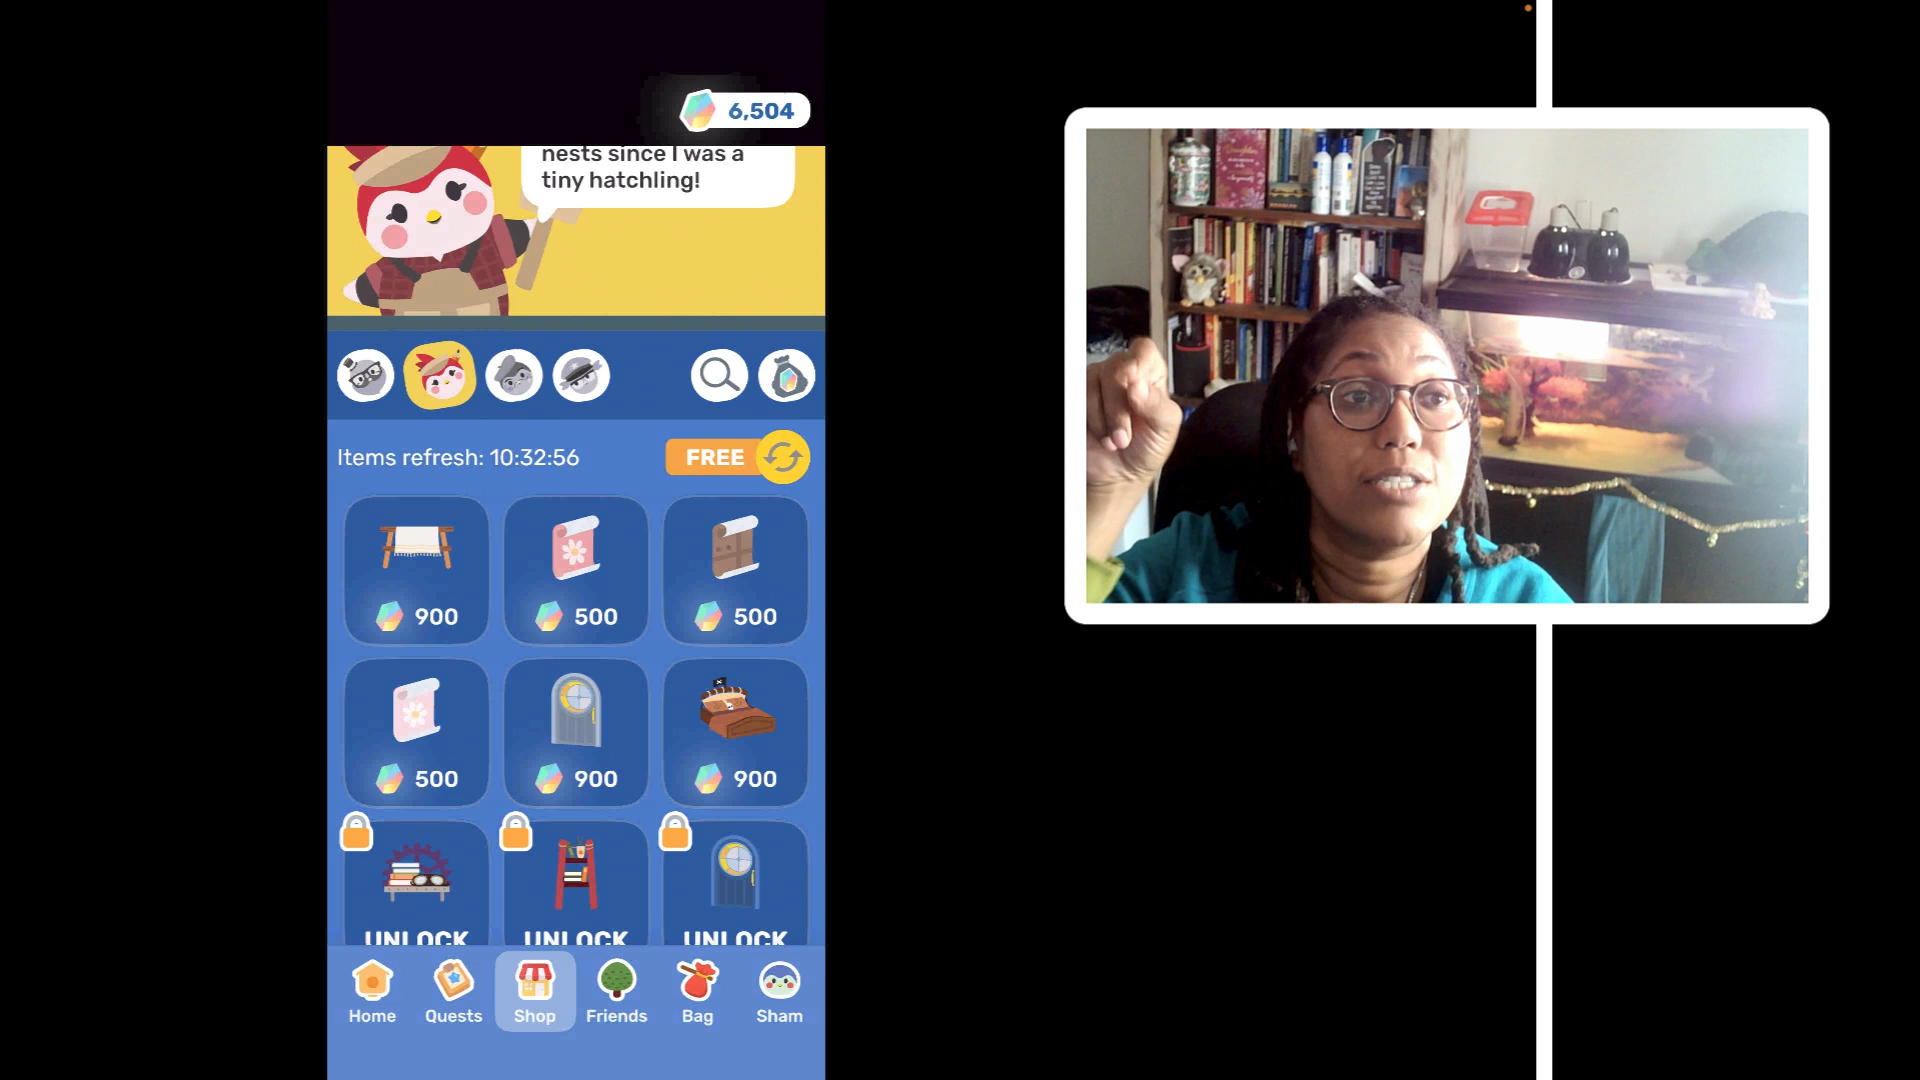 6,504
nests since I was a
tiny hatchling!
Items refresh: 10:32:56
FREE
900
500
500
500
900
900
UNLOCK
UNLOCK
UNLOCK
Home
Quests
Shop
Friends
Bag
Sham